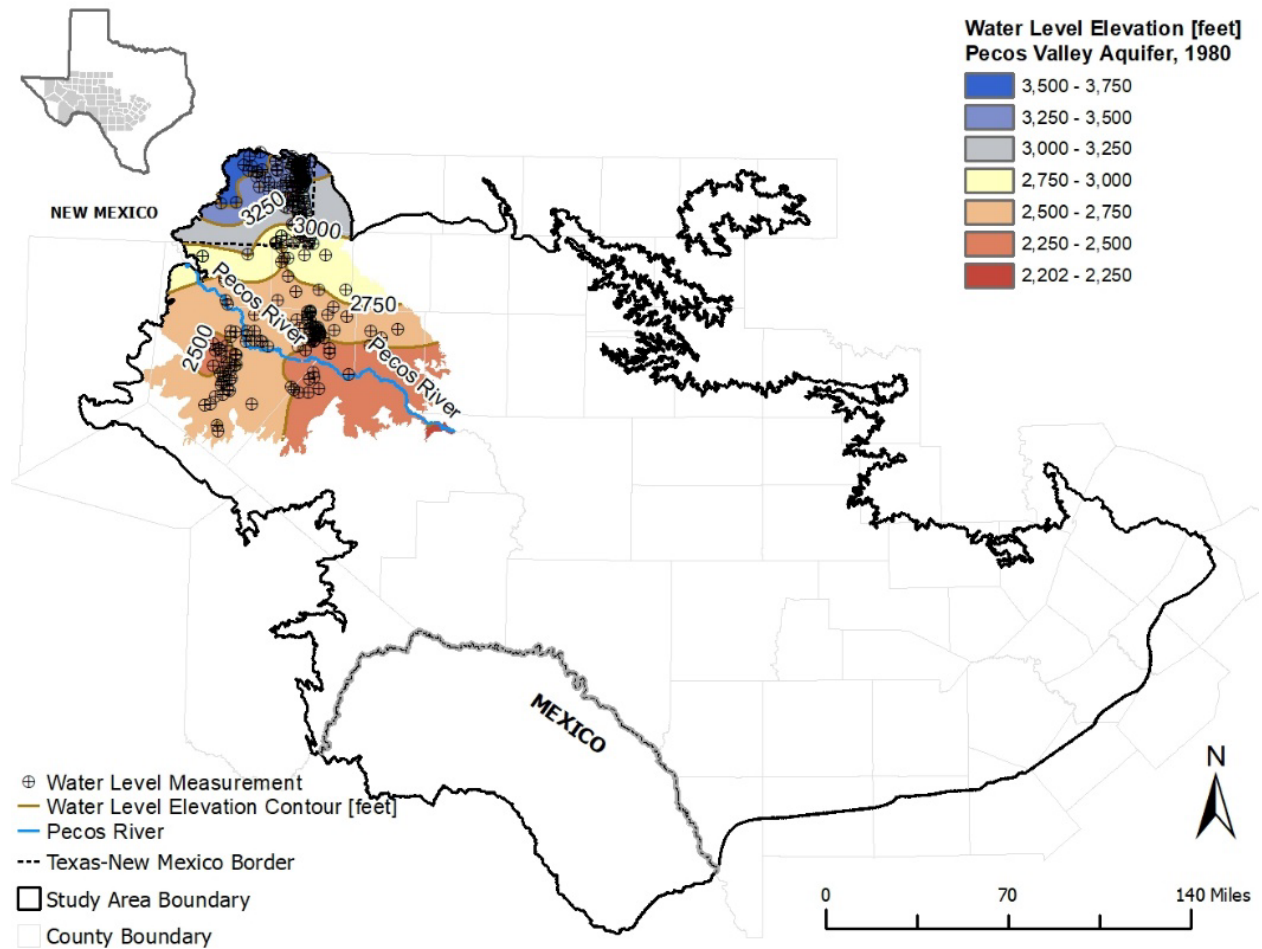 Water Level Elevation [feet]
Pecos Valley Aquifer, 1980
3,500 - 3,750
3,250 - 3,500
3,000 - 3,250
2,750 - 3,000
2,500 - 2,750
2,250 - 2,500
2,202 - 2,250
NEW MEXICO
3250
3000
Pecos River
2750
2500
Pecos River
MEXICO
Water Level Measurement
Water Level Elevation Contour [feet]
Pecos River
Texas-New Mexico Border
Study Area Boundary
County Boundary
N
0 70 140 Miles